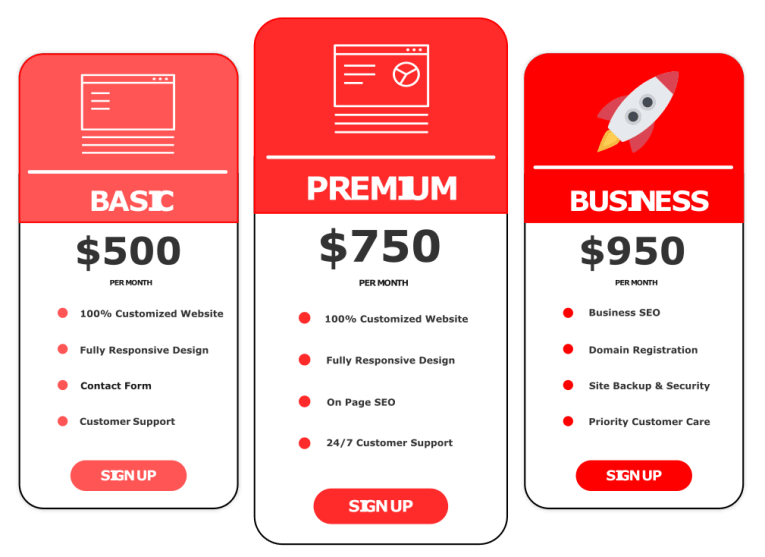 BASIC
$500
PER MONTH
100% Customized Website
Fully Responsive Design
Contact Form
Customer Support
SIGN UP
PREMIUM
$750
PER MONTH
100% Customized Website
Fully Responsive Design
On Page SEO
24/7 Customer Support
SIGN UP
BUSINESS
$950
PER MONTH
Business SEO
Domain Registration
Site Backup & Security
Priority Customer Care
SIGN UP